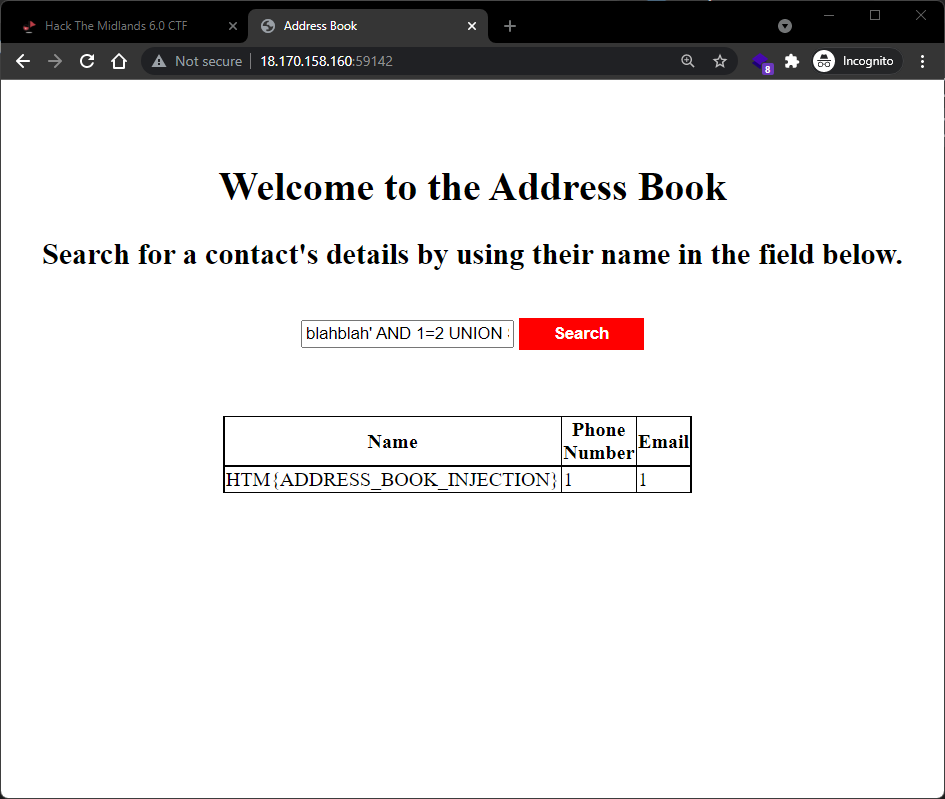 Hack The Midlands 6.0 CTF
Address Book
Not secure
18.170.158.160:59142
8
Incognito
Welcome to the Address Book
Search for a contact's details by using their name in the field below.
blahblah' AND 1=2 UNION
Search
Name Phone Number Email
HTM{ADDRESS_BOOK_INJECTION} 1 1